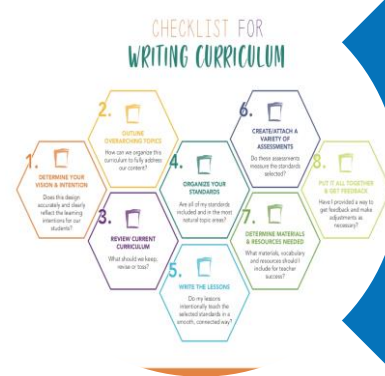 CHECKLIST FOR
WRITING CURRICULUM
1.
DETERMINE YOUR
VISION & INTENTION
Does this design
accurately and clearly
reflect the learning
intentions for our
students?
2.
OUTLINE
OVERARCHING TOPICS
How can we organize this
curriculum to fully address
our content?
3.
REVIEW CURRENT
CURRICULUM
What should we keep,
revise or toss?
4.
ORGANIZE YOUR
STANDARDS
Are all of my standards
included and in the most
natural topic areas?
5.
WRITE THE LESSONS
Do my lessons
intentionally teach the
selected standards in a
smooth, connected way?
6.
CREATE/ATTACH A
VARIETY OF
ASSESSMENTS
Do these assessments
measure the standards
selected?
7.
DETERMINE MATERIALS
& RESOURCES NEEDED
What materials, vocabulary
and resources should I
include for teacher
success?
8.
PUT IT ALL TOGETHER
& GET FEEDBACK
Have I provided a way to
get feedback and make
adjustments as
necessary?